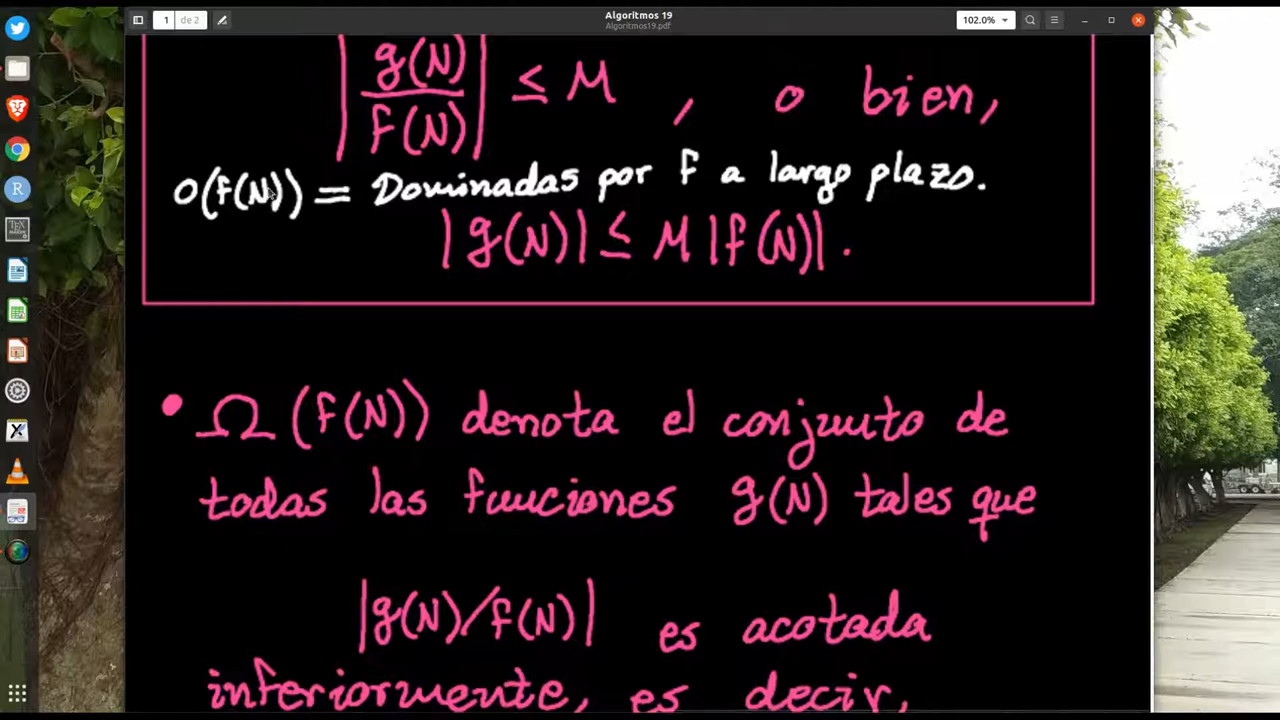 1 de 2
Algoritmos 19
Algoritmos19.pdf
102.0%
|g(N)/f(N)| ≤ M , o bien,
O(f(N)) = Dominadas por f a largo plazo.
|g(N)| ≤ M |f(N)| .
• Ω(f(N)) denota el conjunto de
todas las funciones g(N) tales que
|g(N)/f(N)| es acotada
inferiormente, es decir,